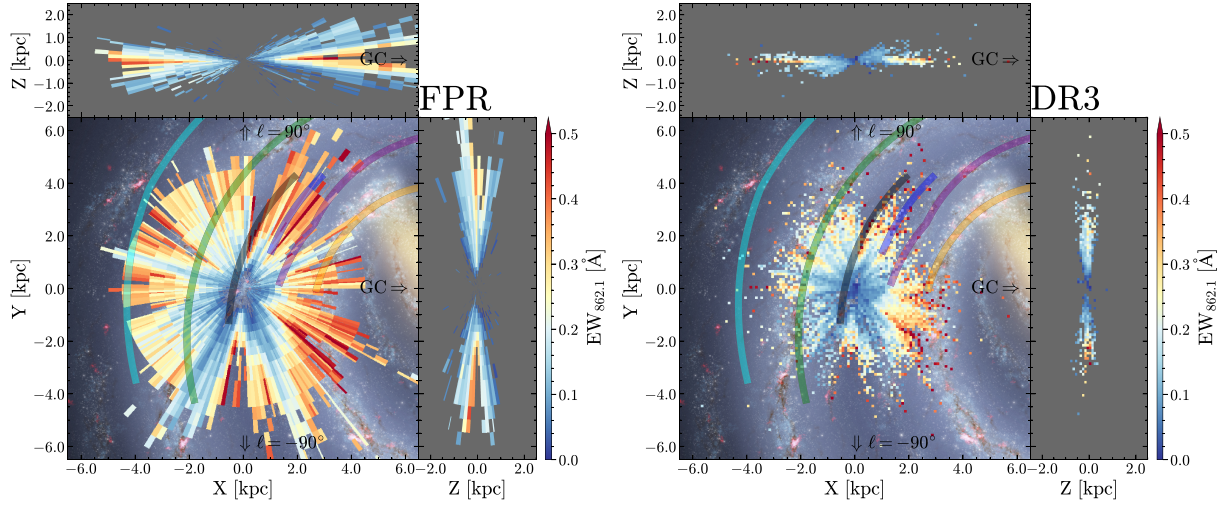 2.0
1.0
0.0
−1.0
−2.0
Z [kpc]
GC⇒
FPR
6.0
4.0
2.0
0.0
−2.0
−4.0
−6.0
Y [kpc]
⇑ ℓ = 90°
GC⇒
⇓ ℓ = −90°
−6.0 −4.0 −2.0 0.0 2.0 4.0 6.0
X [kpc]
−2.0 0.0 2.0
Z [kpc]
0.5
0.4
0.3
0.2
0.1
0.0
EW862.1 [Å]
2.0
1.0
0.0
−1.0
−2.0
Z [kpc]
GC⇒
DR3
6.0
4.0
2.0
0.0
−2.0
−4.0
−6.0
Y [kpc]
⇑ ℓ = 90°
GC⇒
⇓ ℓ = −90°
−6.0 −4.0 −2.0 0.0 2.0 4.0 6.0
X [kpc]
−2.0 0.0 2.0
Z [kpc]
0.5
0.4
0.3
0.2
0.1
0.0
EW862.1 [Å]